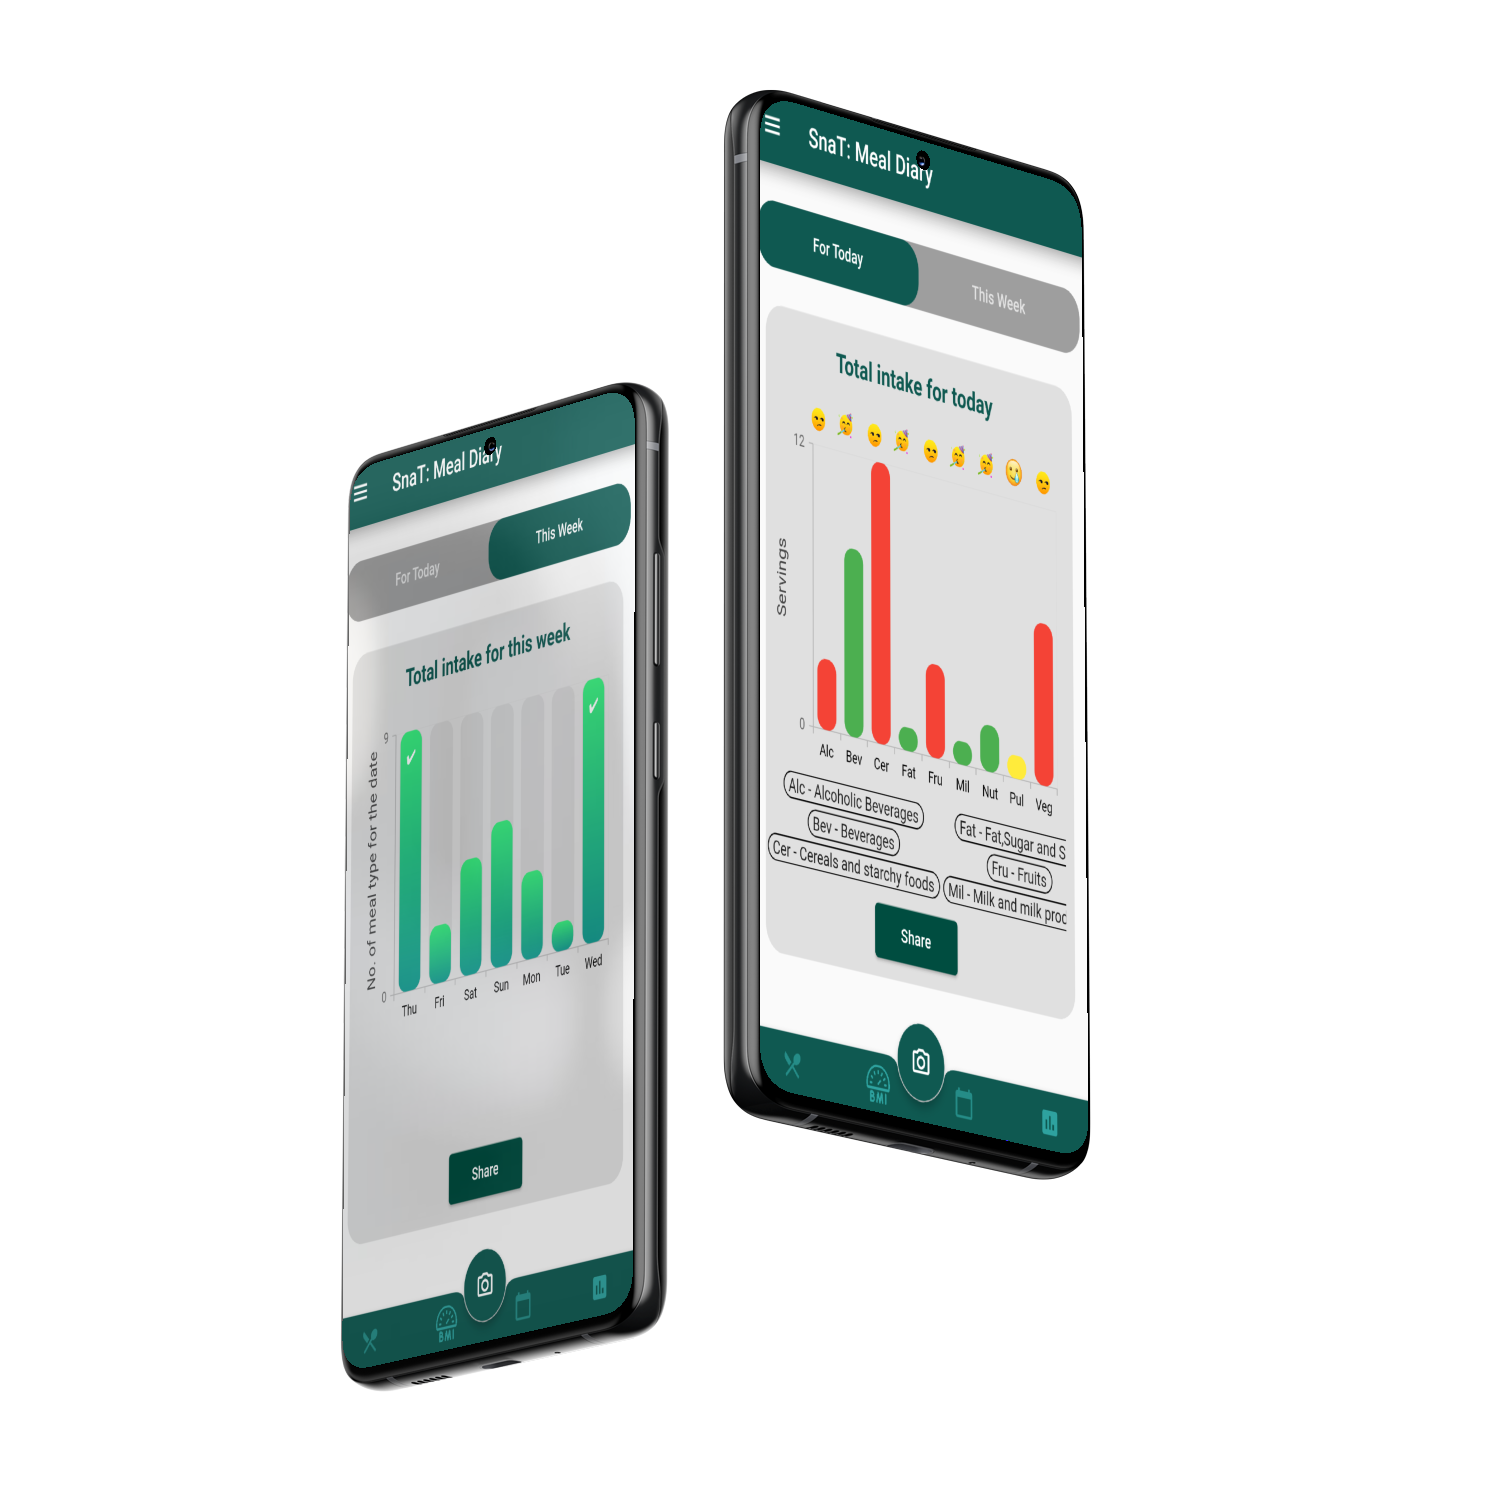 SnaT: Meal Diary
For Today
This Week
Total intake for this week
No. of meal type for the date
9
0
Thu
Fri
Sat
Sun
Mon
Tue
Wed
Share
BMI
SnaT: Meal Diary
For Today
This Week
Total intake for today
Servings
12
0
Alc
Bev
Cer
Fat
Fru
Mil
Nut
Pul
Veg
Alc - Alcoholic Beverages
Bev - Beverages
Cer - Cereals and starchy foods
Fat - Fat,Sugar and S
Fru - Fruits
Mil - Milk and milk proc
Share
BMI